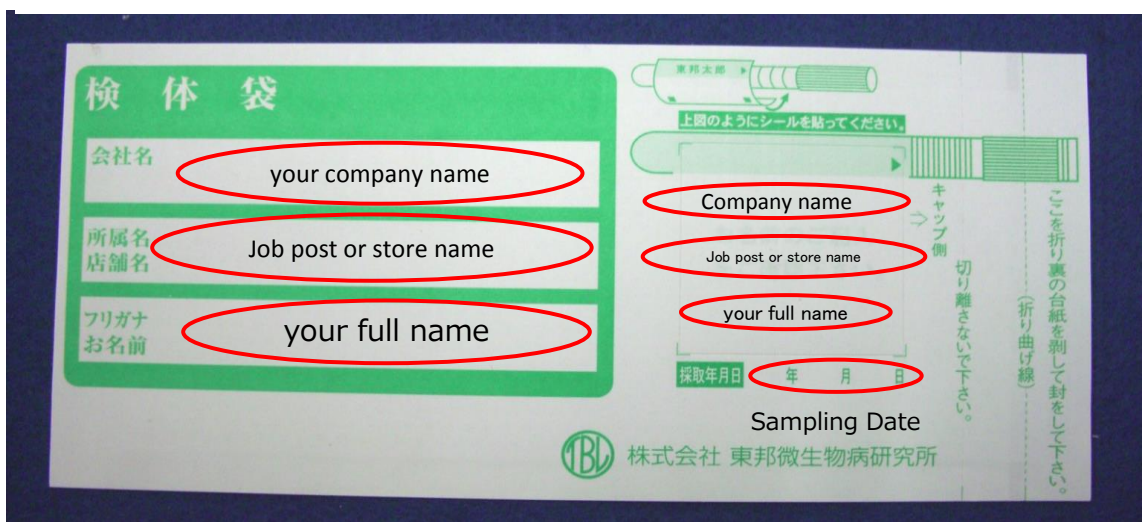 検体袋
会社名
your company name
所属名
店舗名
Job post or store name
フリガナ
お名前
your full name
東邦太郎
上図のようにシールを貼ってください。
Company name
Job post or store name
your full name
採取年月日
年 月 日
Sampling Date
キャップ側
切り離さないで下さい。
(折り曲げ線)
ここを折り裏の台紙を剥して封をして下さい。
TBL 株式会社 東邦微生物病研究所